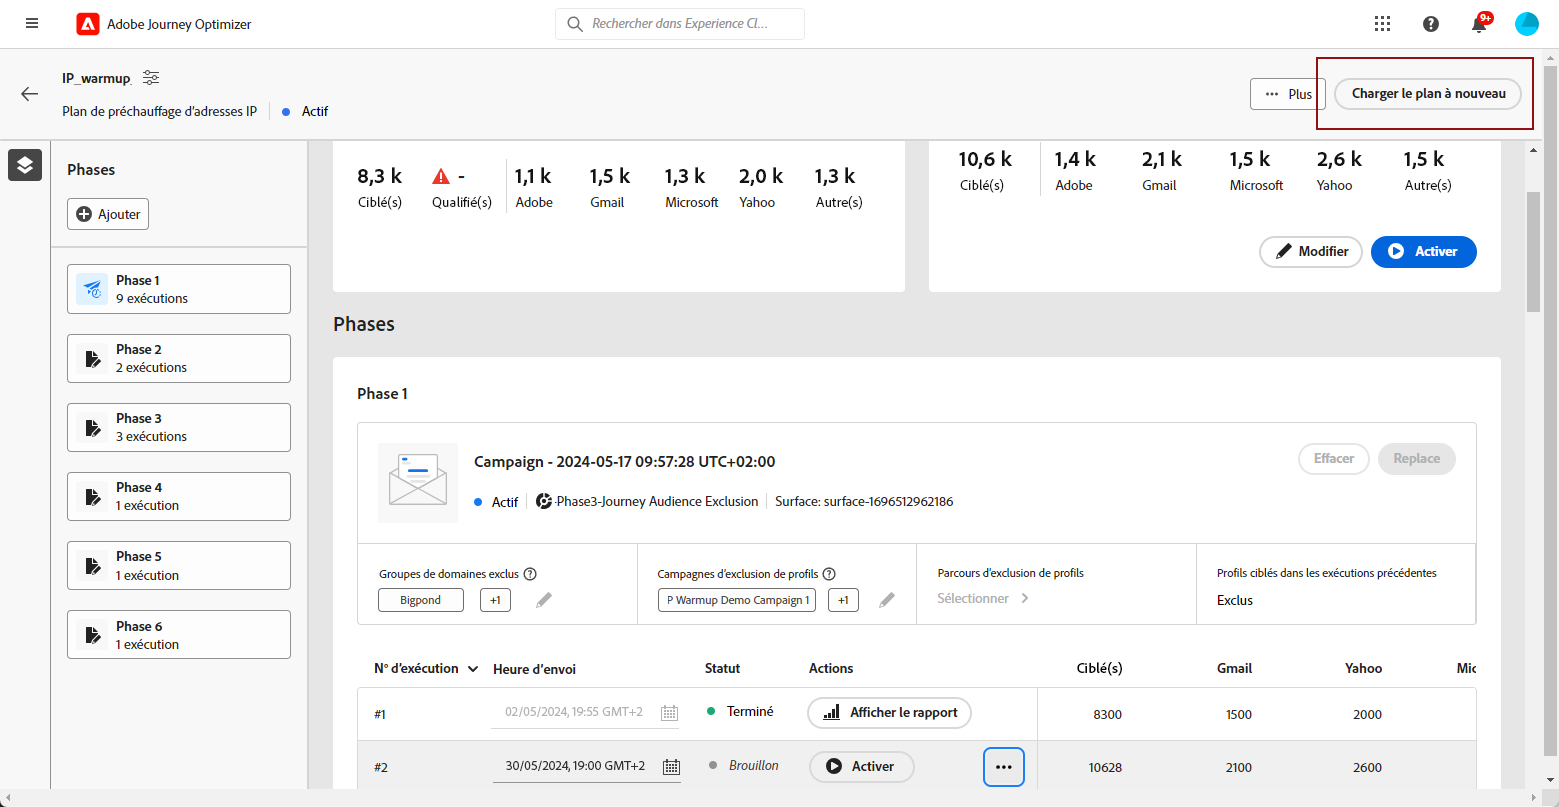 Adobe Journey Optimizer
Rechercher dans Experience Cl...
9+
IP_warmup
Plan de préchauffage d'adresses IP
Actif
Plus
Charger le plan à nouveau
Phases
Ajouter
Phase 1
9 exécutions
Phase 2
2 exécutions
Phase 3
3 exécutions
Phase 4
1 exécution
Phase 5
1 exécution
Phase 6
1 exécution
8,3 k - 1,1 k 1,5 k 1,3 k 2,0 k 1,3 k
Ciblé(s) Qualifié(s) Adobe Gmail Microsoft Yahoo Autre(s)
10,6 k 1,4 k 2,1 k 1,5 k 2,6 k 1,5 k
Ciblé(s) Adobe Gmail Microsoft Yahoo Autre(s)
Modifier Activer
Phases
Phase 1
Campaign - 2024-05-17 09:57:28 UTC+02:00
Effacer Replace
Actif Phase3-Journey Audience Exclusion Surface: surface-1696512962186
Groupes de domaines exclus
Bigpond +1
Campagnes d'exclusion de profils
P Warmup Demo Campaign 1 +1
Parcours d'exclusion de profils
Sélectionner
Profils ciblés dans les exécutions précédentes
Exclus
N° d'exécution Heure d'envoi Statut Actions Ciblé(s) Gmail Yahoo Mic
#1 02/05/2024, 19:55 GMT+2 Terminé Afficher le rapport 8300 1500 2000
#2 30/05/2024, 19:00 GMT+2 Brouillon Activer 10628 2100 2600